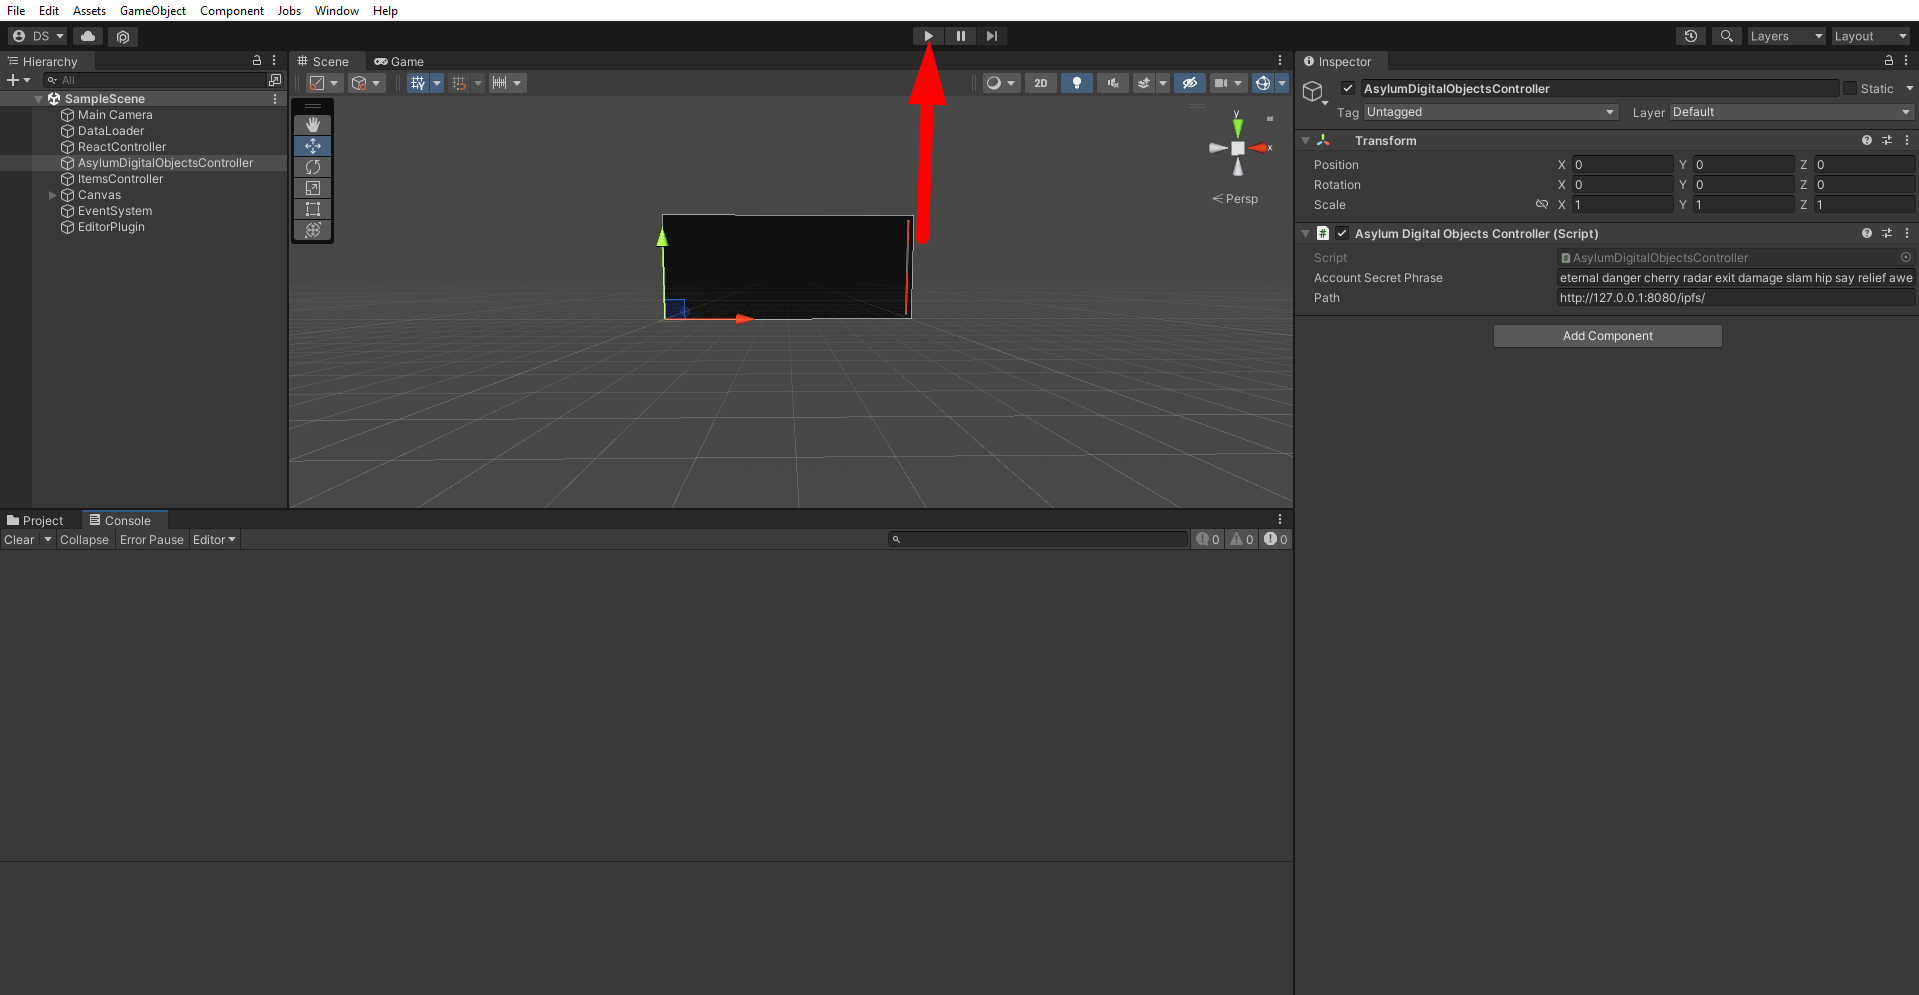 File Edit Assets GameObject Component Jobs Window Help
DS Layers Layout
Hierarchy
All
SampleScene
Main Camera
DataLoader
ReactController
AsylumDigitalObjectsController
ItemsController
Canvas
EventSystem
EditorPlugin
Scene Game
2D
y
x
Persp
Project Console
Clear Collapse Error Pause Editor
0 0 0
Inspector
AsylumDigitalObjectsController Static
Tag Untagged Layer Default
Transform
Position X 0 Y 0 Z 0
Rotation X 0 Y 0 Z 0
Scale X 1 Y 1 Z 1
# Asylum Digital Objects Controller (Script)
Script AsylumDigitalObjectsController
Account Secret Phrase eternal danger cherry radar exit damage slam hip say relief awe
Path http://127.0.0.1:8080/ipfs/
Add Component